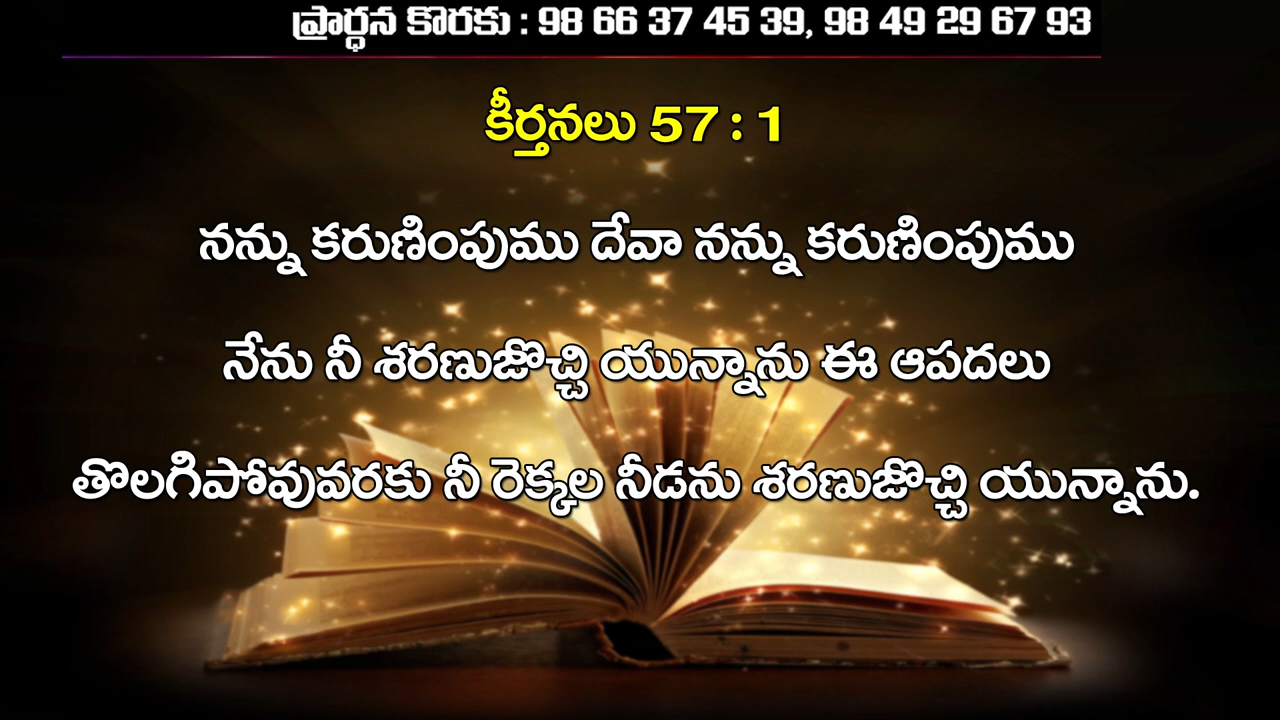 ప్రార్ధన కొరకు : 98 66 37 45 39, 98 49 29 67 93
కీర్తనలు 57 : 1
నన్ను కరుణింపుము దేవా నన్ను కరుణింపుము
నేను నీ శరణుజొచ్చి యున్నాను ఈ ఆపదలు
తొలగిపోవువరకు నీ రెక్కల నీడను శరణుజొచ్చి యున్నాను.